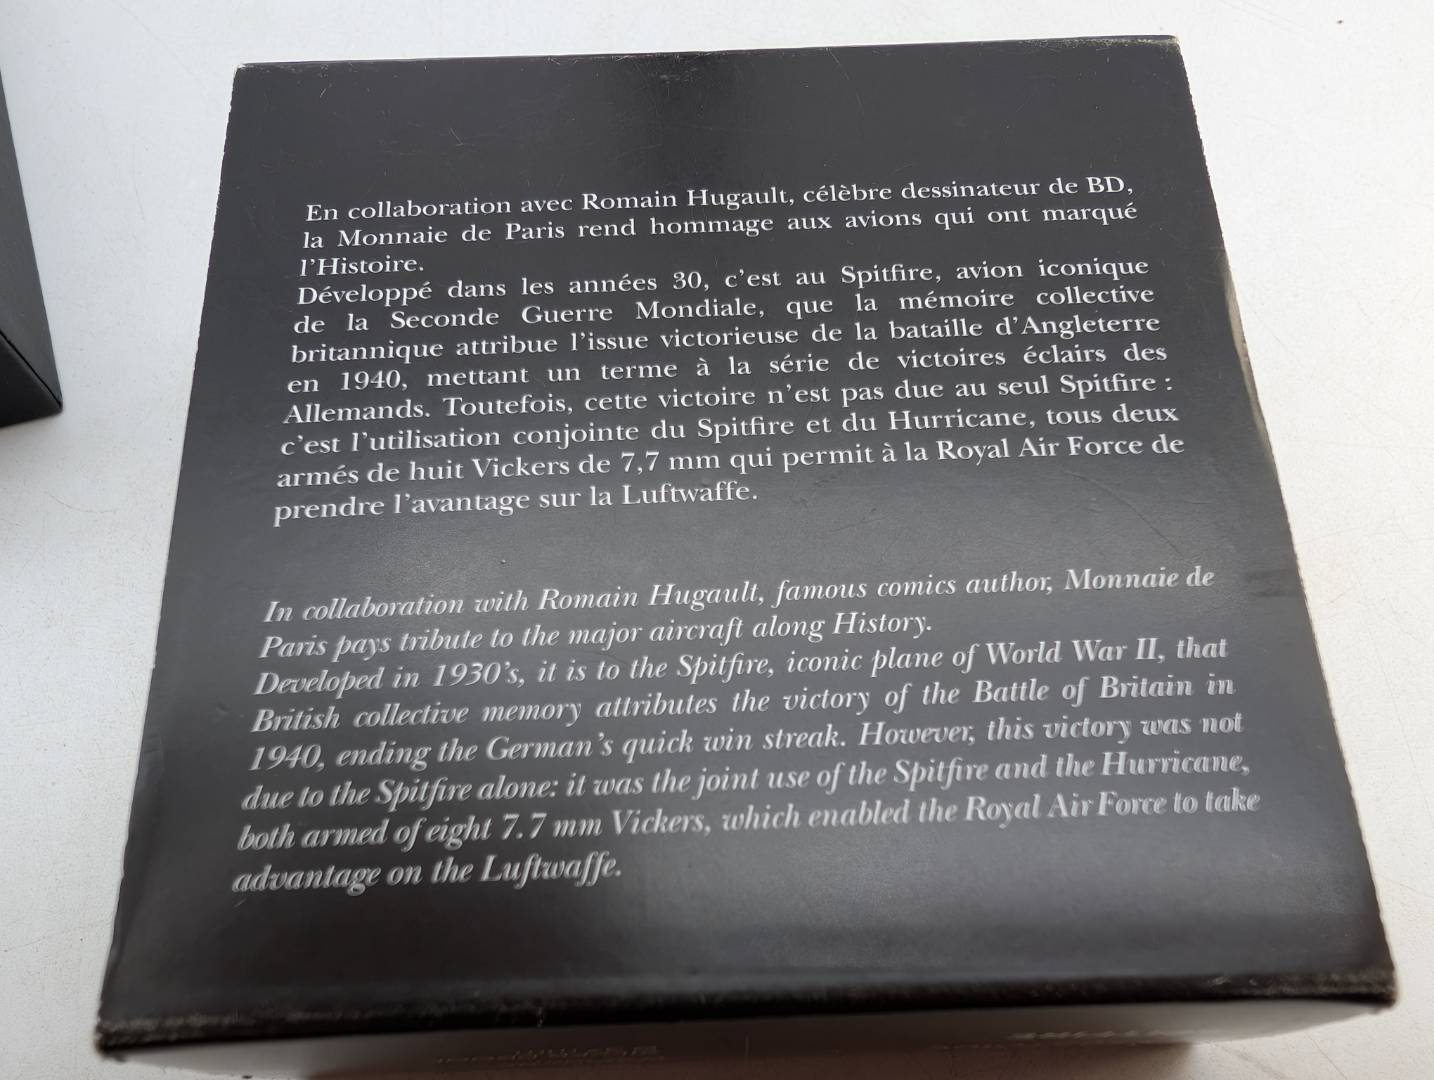 En collaboration avec Romain Hugault, célèbre dessinateur de BD,
la Monnaie de Paris rend hommage aux avions qui ont marqué
l’Histoire.
Développé dans les années 30, c’est au Spitfire, avion iconique
de la Seconde Guerre Mondiale, que la mémoire collective
britannique attribue l’issue victorieuse de la bataille d’Angleterre
en 1940, mettant un terme à la série de victoires éclairs des
Allemands. Toutefois, cette victoire n’est pas due au seul Spitfire :
c’est l’utilisation conjointe du Spitfire et du Hurricane, tous deux
armés de huit Vickers de 7,7 mm qui permit à la Royal Air Force de
prendre l’avantage sur la Luftwaffe.
In collaboration with Romain Hugault, famous comics author, Monnaie de
Paris pays tribute to the major aircraft along History.
Developed in 1930’s, it is to the Spitfire, iconic plane of World War II, that
British collective memory attributes the victory of the Battle of Britain in
1940, ending the German’s quick win streak. However, this victory was not
due to the Spitfire alone: it was the joint use of the Spitfire and the Hurricane,
both armed of eight 7.7 mm Vickers, which enabled the Royal Air Force to take
advantage on the Luftwaffe.